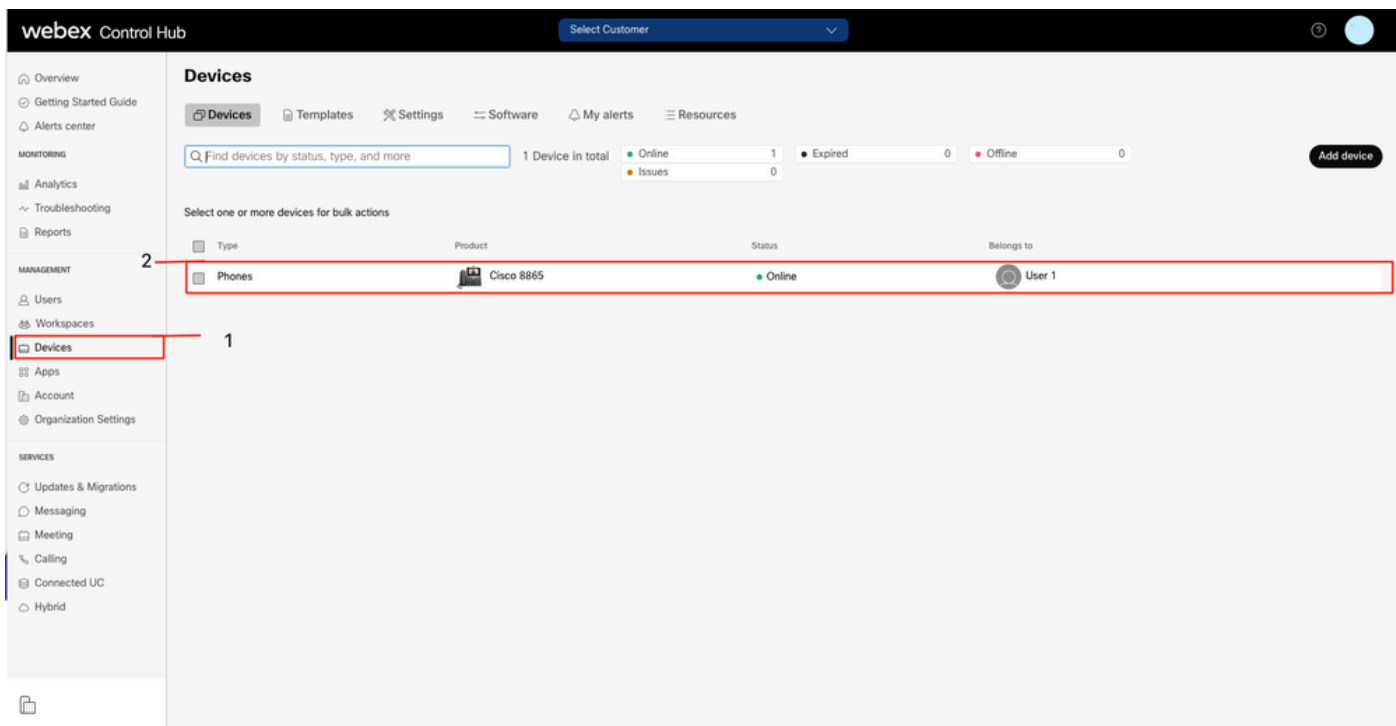 webex Control Hub
Select Customer
Overview
Getting Started Guide
Alerts center
MONITORING
Analytics
Troubleshooting
Reports
MANAGEMENT
Users
Workspaces
Devices
Apps
Account
Organization Settings
SERVICES
Updates & Migrations
Messaging
Meeting
Calling
Connected UC
Hybrid
Devices
Devices Templates Settings Software My alerts Resources
Find devices by status, type, and more 1 Device in total Online 1 Expired 0 Offline 0 Add device
Issues 0
Select one or more devices for bulk actions
Type Product Status Belongs to
2
Phones Cisco 8865 Online User 1
1